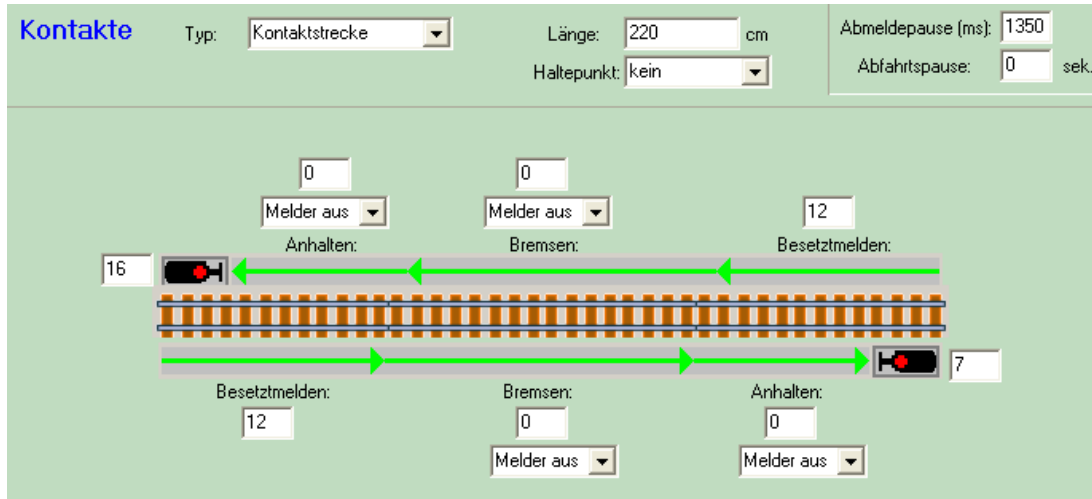 Kontakte Typ: Kontaktstrecke Länge: 220 cm Abmeldepause (ms): 1350
Haltepunkt: kein Abfahrtspause: 0 sek.
0 0
Melder aus Melder aus 12
Anhalten: Bremsen: Besetztmelden:
16
7
Besetztmelden: Bremsen: Anhalten:
12 0 0
Melder aus Melder aus